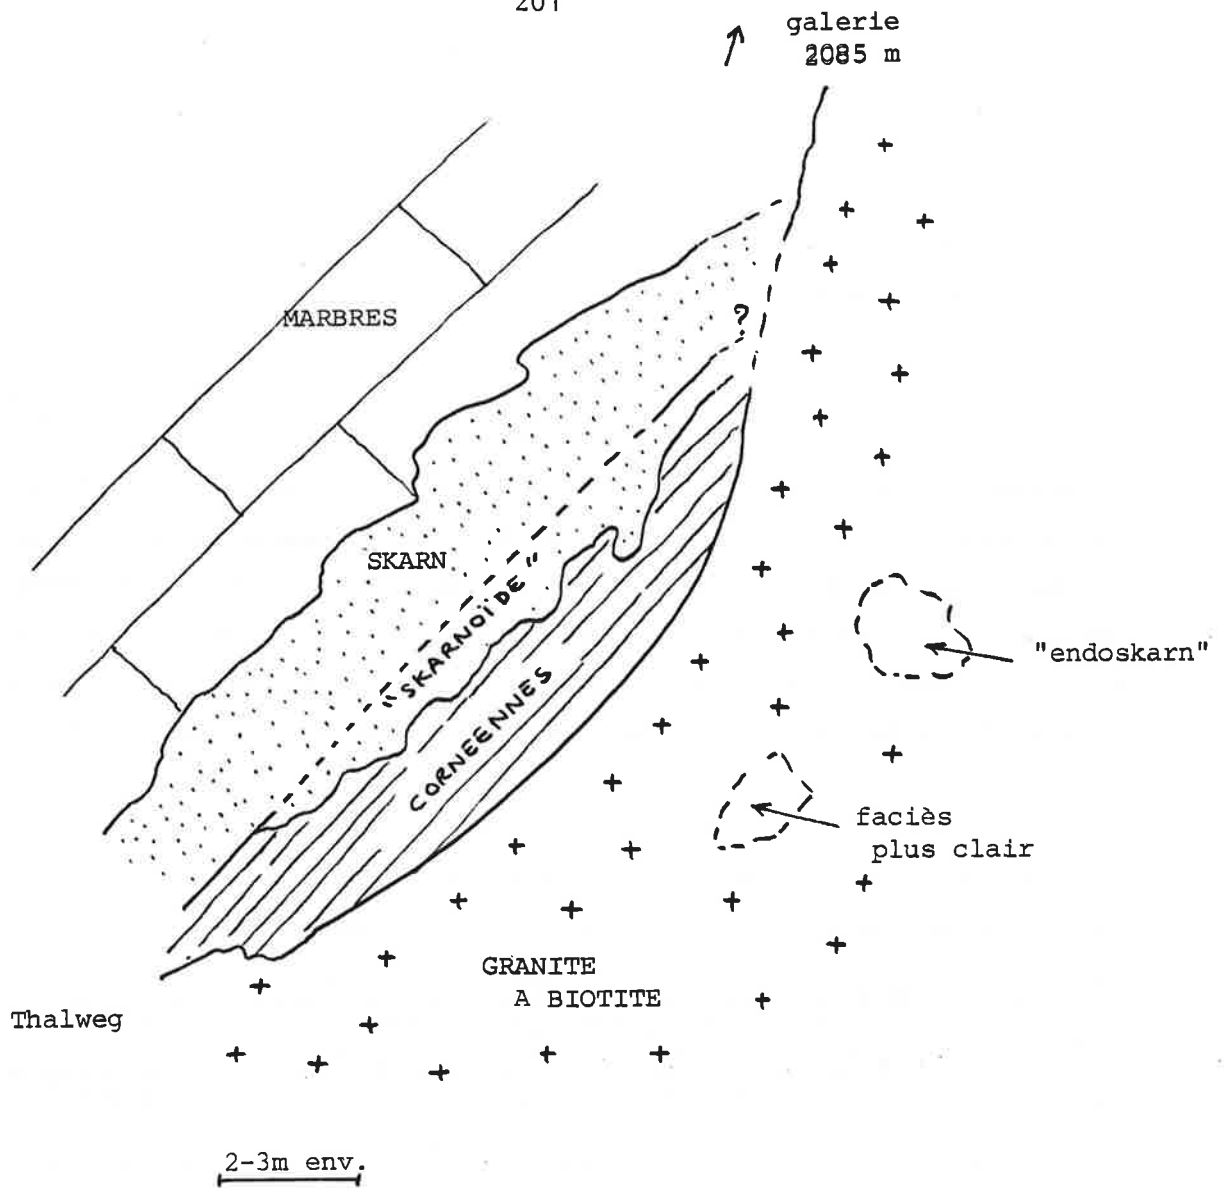 201
galerie
2085 m
MARBRES
?
SKARN
"SKARNOÏDE"
CORNEENNES
"endoskarn"
faciès
plus clair
GRANITE
A BIOTITE
Thalweg
2-3m env.